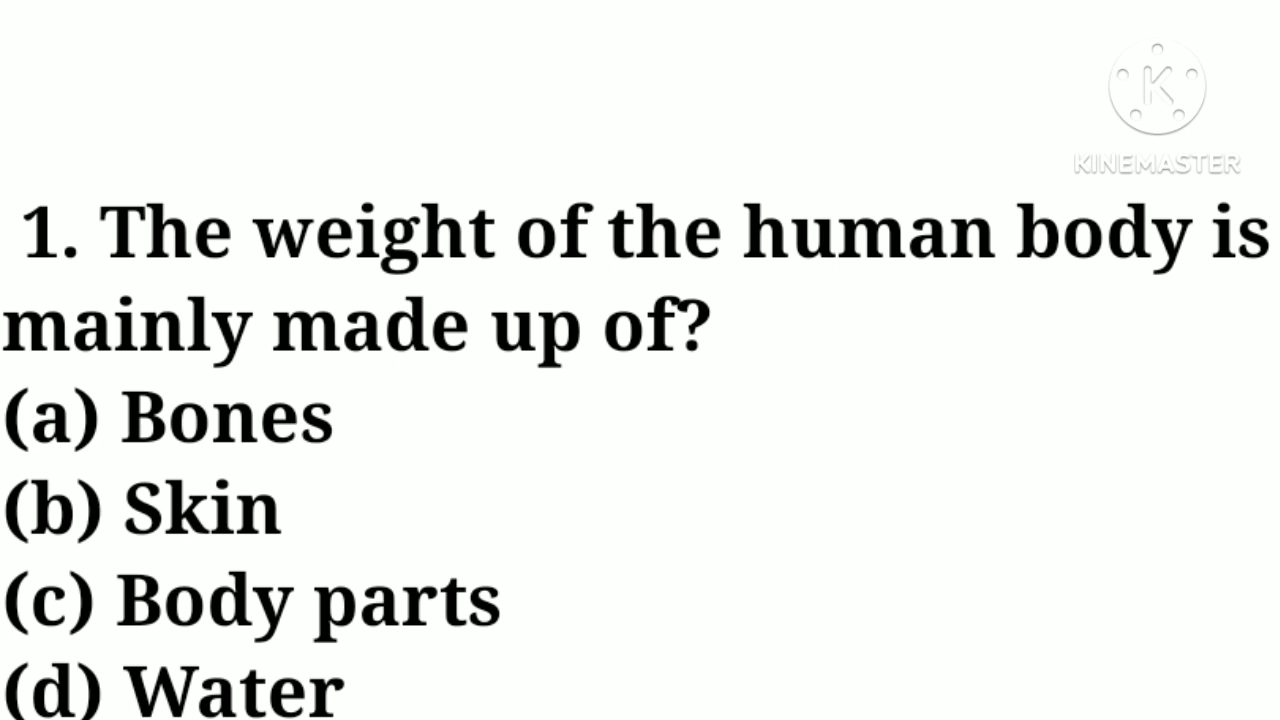 K
KINEMASTER
1. The weight of the human body is
mainly made up of?
(a) Bones
(b) Skin
(c) Body parts
(d) Water